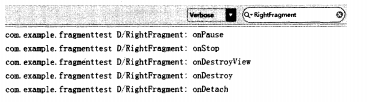 Verbose Q- RightFragment
com.example.fragmenttest D/RightFragment: onPause
com.example.fragmenttest D/RightFragment: onStop
com.example.fragmenttest D/RightFragment: onDestroyView
com.example.fragmenttest D/RightFragment: onDestroy
com.example.fragmenttest D/RightFragment: onDetach